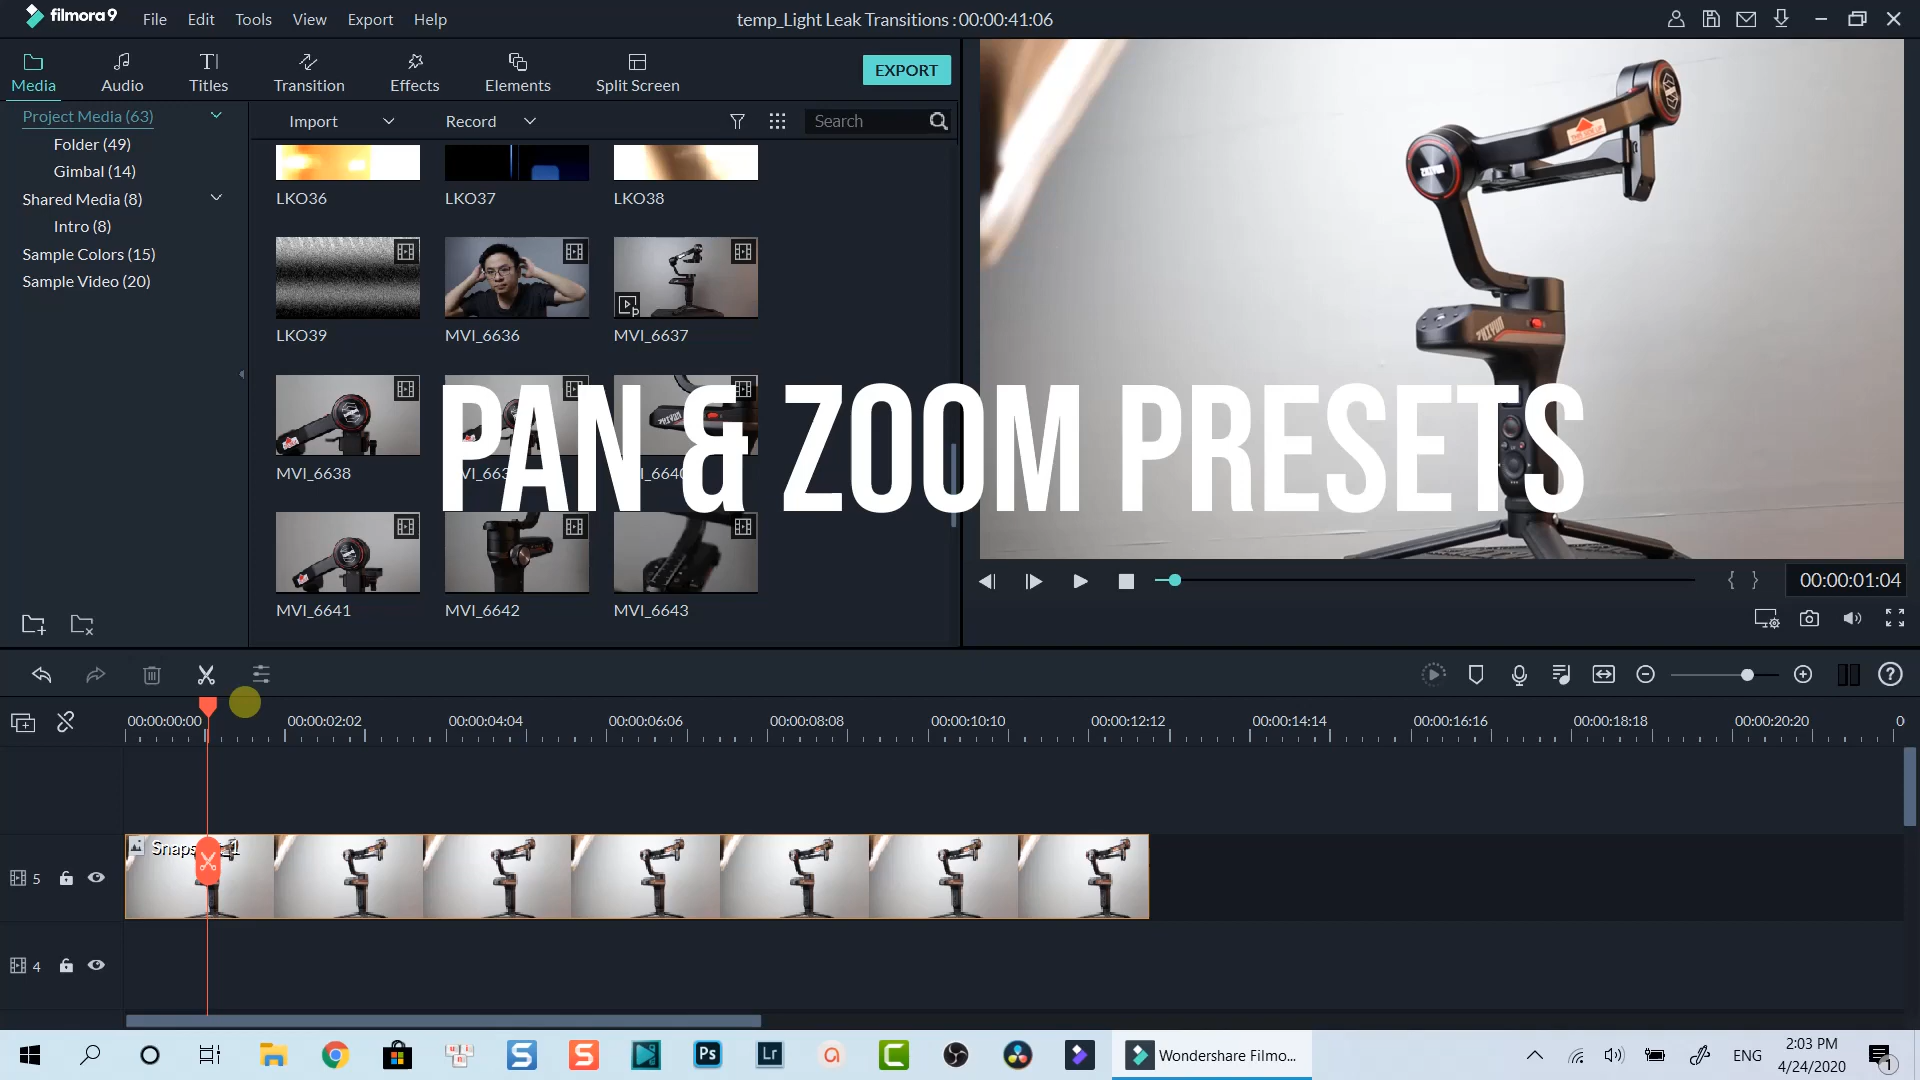 filmora9
File Edit Tools View Export Help
temp_Light Leak Transitions : 00:00:41:06
Media Audio Titles Transition Effects Elements Split Screen
EXPORT
Project Media (63)
Folder (49)
Gimbal (14)
Shared Media (8)
Intro (8)
Sample Colors (15)
Sample Video (20)
Import Record Search
LKO36 LKO37 LKO38
LKO39 MVI_6636 MVI_6637
MVI_6638
MVI_6641 MVI_6642 MVI_6643
PAN & ZOOM PRESETS
ZHIYUN
{ } 00:00:01:04
00:00:00:00 00:00:02:02 00:00:04:04 00:00:06:06 00:00:08:08 00:00:10:10 00:00:12:12 00:00:14:14 00:00:16:16 00:00:18:18 00:00:20:20 0
5
4
Ps Lr
Wondershare Filmo...
ENG
2:03 PM
4/24/2020
1